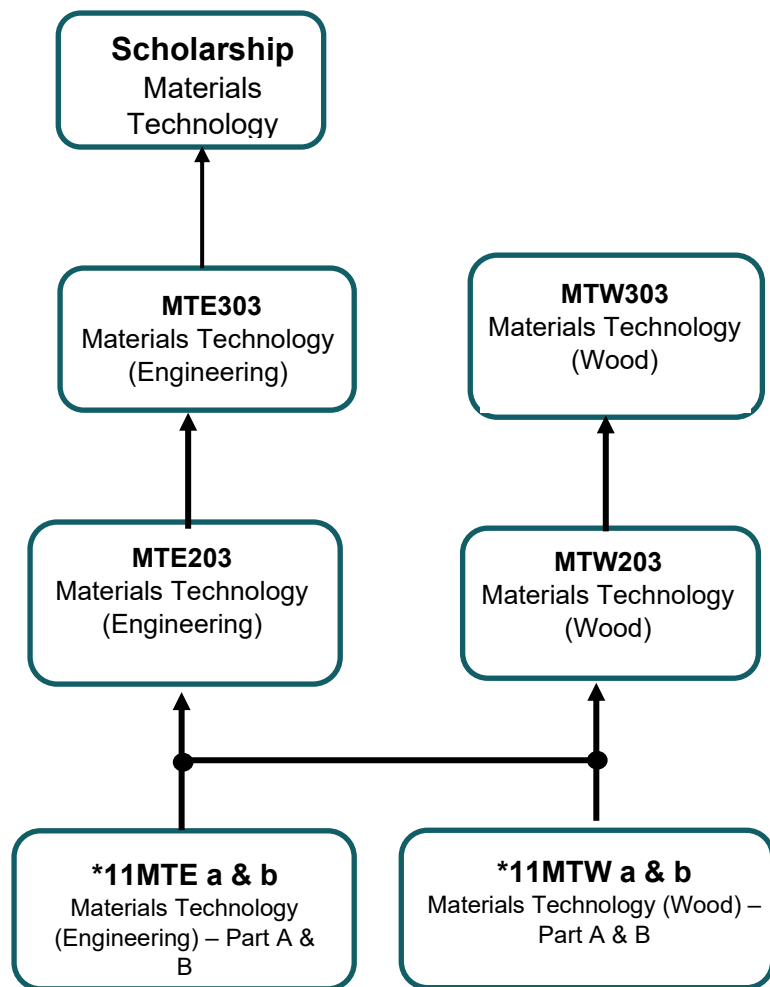 Scholarship
Materials
Technology
MTE303
Materials Technology
(Engineering)
MTW303
Materials Technology
(Wood)
MTE203
Materials Technology
(Engineering)
MTW203
Materials Technology
(Wood)
*11MTE a & b
Materials Technology
(Engineering) – Part A &
B
*11MTW a & b
Materials Technology (Wood) –
Part A & B